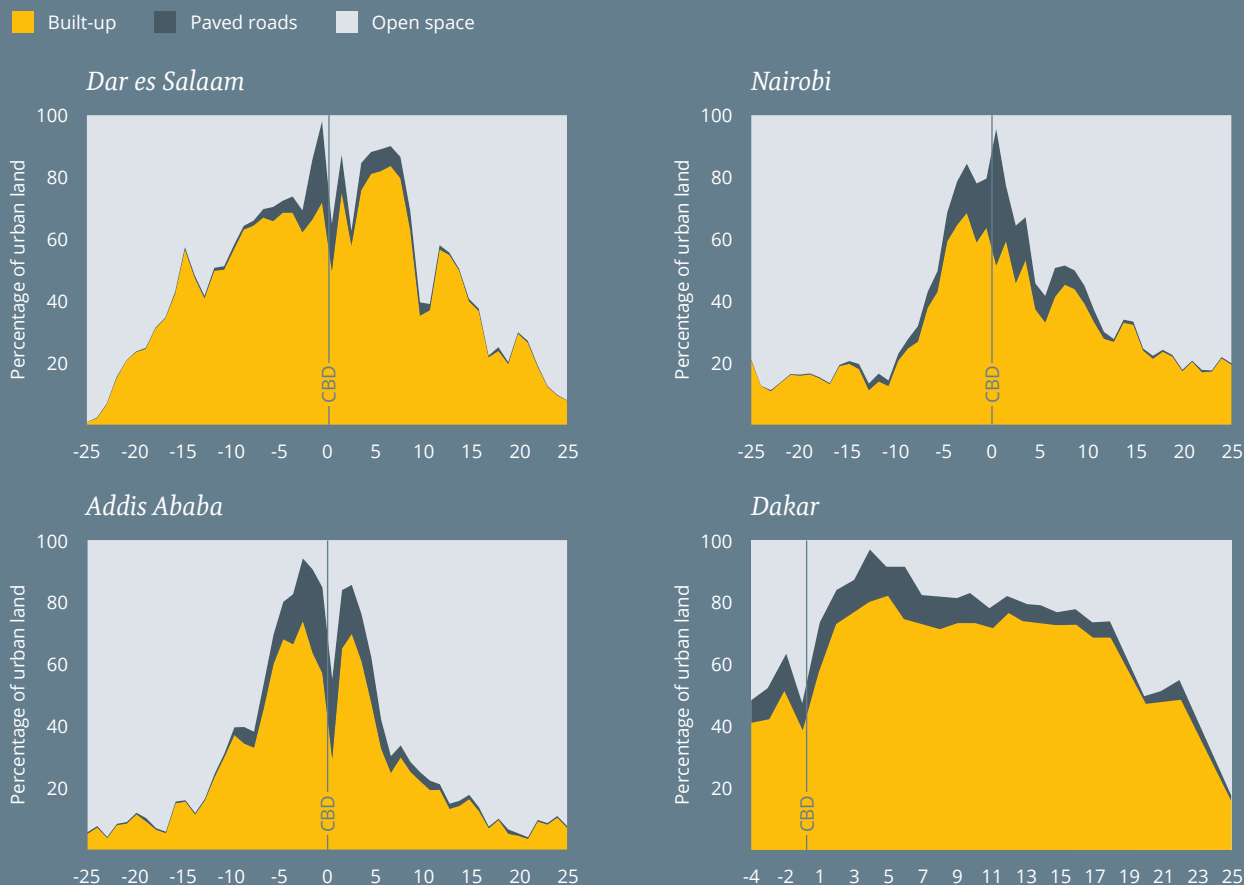 Built-up Paved roads Open space
Dar es Salaam
Percentage of urban land
100
80
60
40
20
CBD
-25 -20 -15 -10 -5 0 5 10 15 20 25
Nairobi
Percentage of urban land
100
80
60
40
20
CBD
-25 -20 -15 -10 -5 0 5 10 15 20 25
Addis Ababa
Percentage of urban land
100
80
60
40
20
CBD
-25 -20 -15 -10 -5 0 5 10 15 20 25
Dakar
Percentage of urban land
100
80
60
40
20
CBD
-4 -2 1 3 5 7 9 11 13 15 17 19 21 23 25